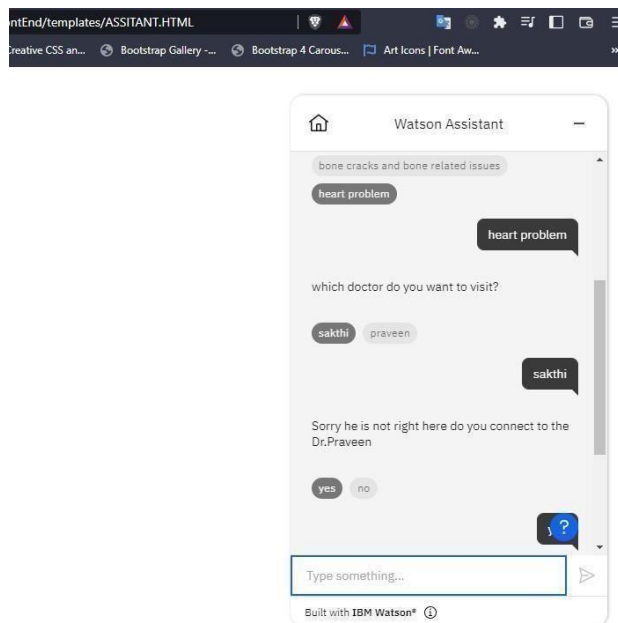 ontEnd/templates/ASSITANT.HTML
Creative CSS an... Bootstrap Gallery -... Bootstrap 4 Carous... Art Icons | Font Aw... »
Watson Assistant
bone cracks and bone related issues
heart problem
heart problem
which doctor do you want to visit?
sakthi praveen
sakthi
Sorry he is not right here do you connect to the
Dr.Praveen
yes no
?
Type something...
Built with IBM Watson®